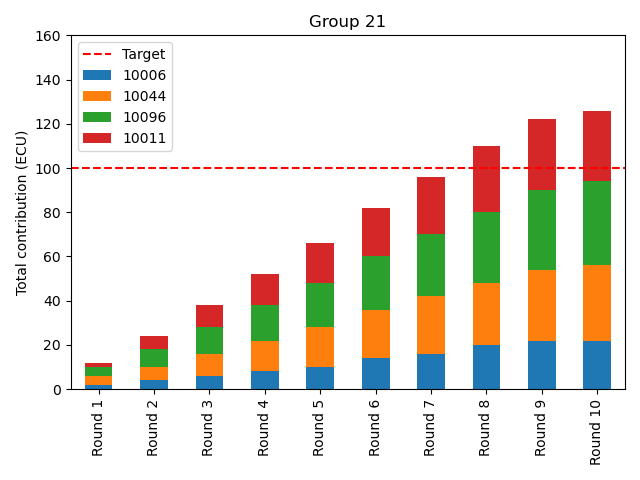 Group 21
Total contribution (ECU)
160
140
120
100
80
60
40
20
0
Target
10006
10044
10096
10011
Round 1
Round 2
Round 3
Round 4
Round 5
Round 6
Round 7
Round 8
Round 9
Round 10